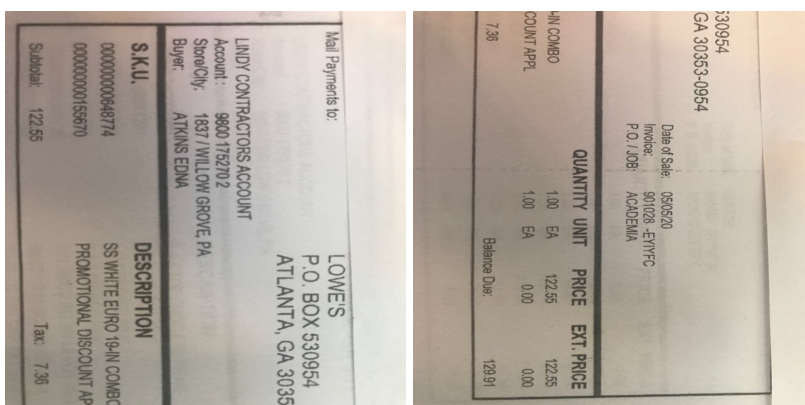 Mail Payments to:
LOWE'S
P.O. BOX 530954
ATLANTA, GA 3035
LINDY CONTRACTORS ACCOUNT
Account: 9800 175270 2
Store/City: 1837 / WILLOW GROVE, PA
Buyer: ATKINS EDNA
S.K.U. DESCRIPTION
000000000648774 SS WHITE EURO 19-IN COMBO
000000000155670 PROMOTIONAL DISCOUNT AP
Subtotal: 122.55 Tax: 7.36
530954
GA 30353-0954
Date of Sale: 05/05/20
Invoice: 901028 -EYIYFC
P.O. / JOB: ACADEMIA
QUANTITY UNIT PRICE EXT. PRICE
-IN COMBO 1.00 EA 122.55 122.55
COUNT APPL 1.00 EA 0.00 0.00
7.36 Balance Due: 129.91